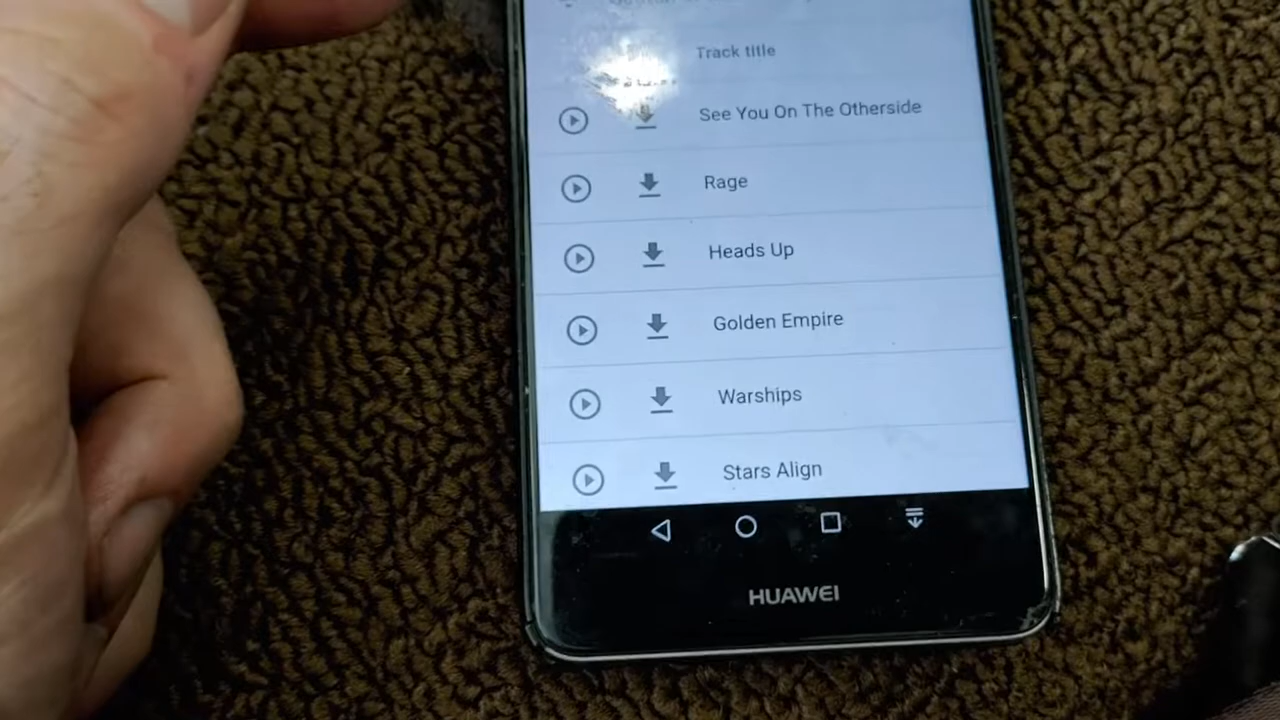 Track title
See You On The Otherside
Rage
Heads Up
Golden Empire
Warships
Stars Align
HUAWEI